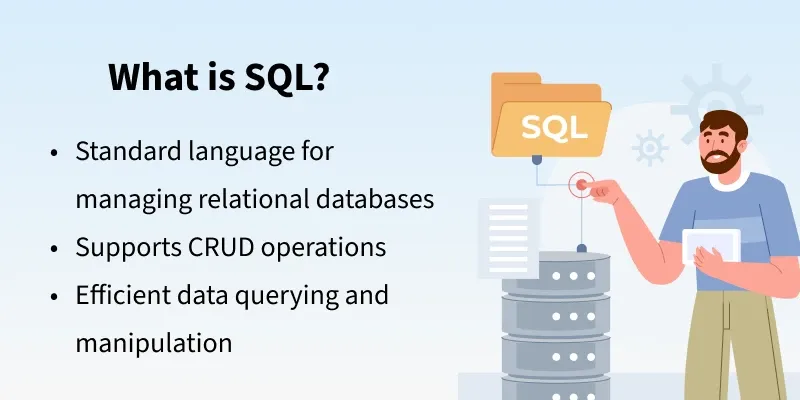 What is SQL?
• Standard language for
managing relational databases
• Supports CRUD operations
• Efficient data querying and
manipulation
SQL